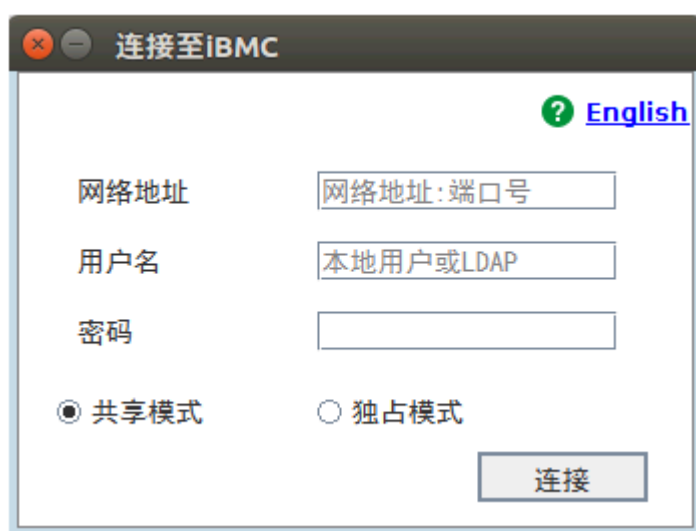 连接至iBMC
? English
网络地址 网络地址:端口号
用户名 本地用户或LDAP
密码
共享模式 独占模式
连接